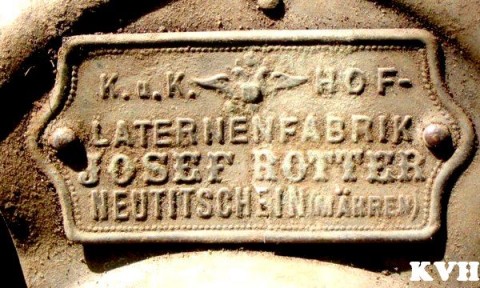 K. u. K. HOF-
LATERNENFABRIK
JOSEF ROTTER
NEUTITSCHEIN (MÄHREN)
KVH